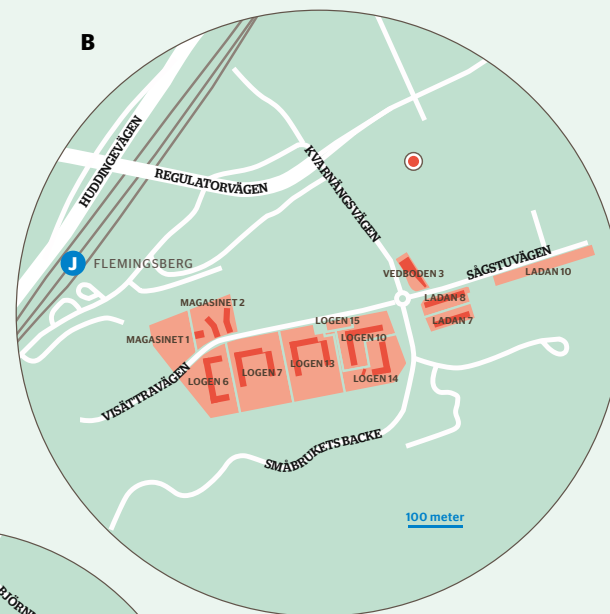 B
HUDDINGEVÄGEN
REGULATORVÄGEN
KVARNÄNGSVÄGEN
J FLEMINGSBERG
VEDBODEN 3
SÅGSTUVÄGEN
LADAN 10
LADAN 8
LADAN 7
MAGASINET 2
MAGASINET 1
LOGEN 15
LOGEN 10
LOGEN 13
LOGEN 7
LOGEN 6
LOGEN 14
VISÄTTRAVÄGEN
SMÅBRUKETS BACKE
100 meter